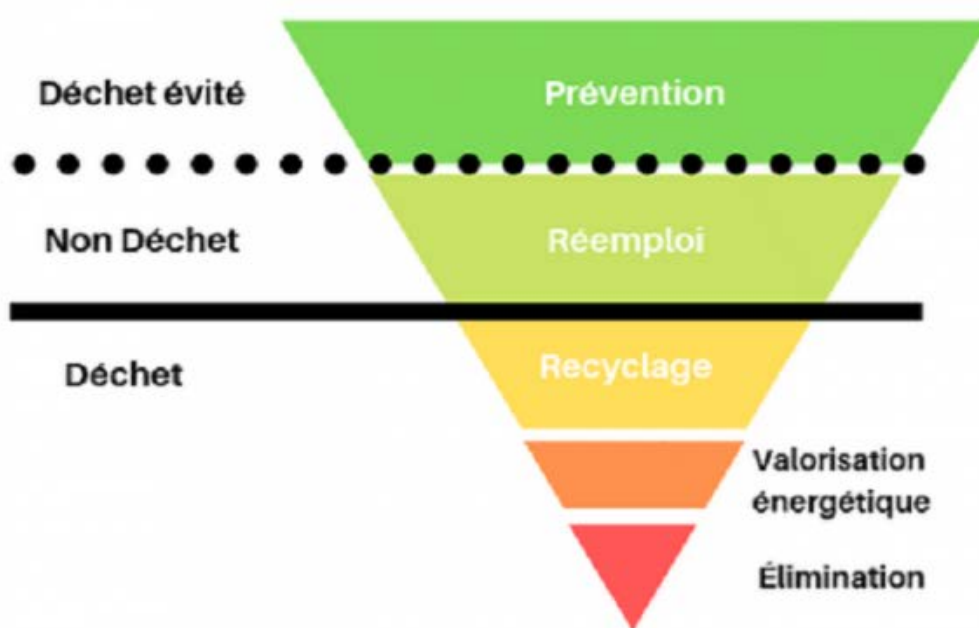 Déchet évité
Prévention
Non Déchet
Réemploi
Déchet
Recyclage
Valorisation
énergétique
Élimination